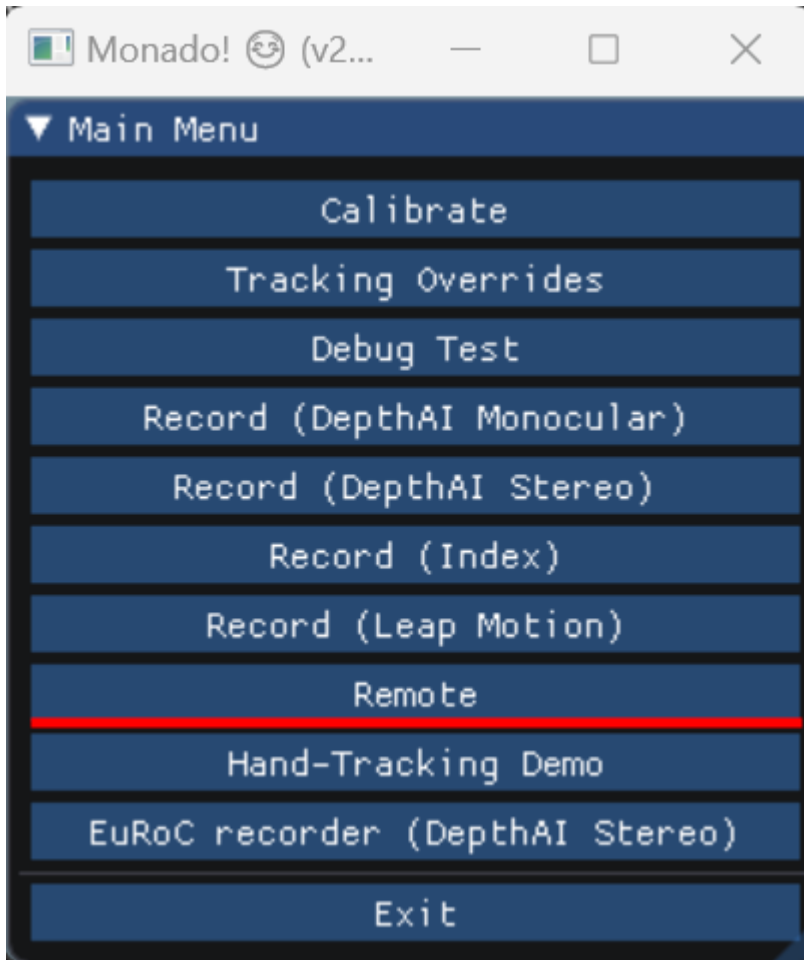 Monado! 😊 (v2...
Main Menu
Calibrate
Tracking Overrides
Debug Test
Record (DepthAI Monocular)
Record (DepthAI Stereo)
Record (Index)
Record (Leap Motion)
Remote
Hand-Tracking Demo
EuRoC recorder (DepthAI Stereo)
Exit